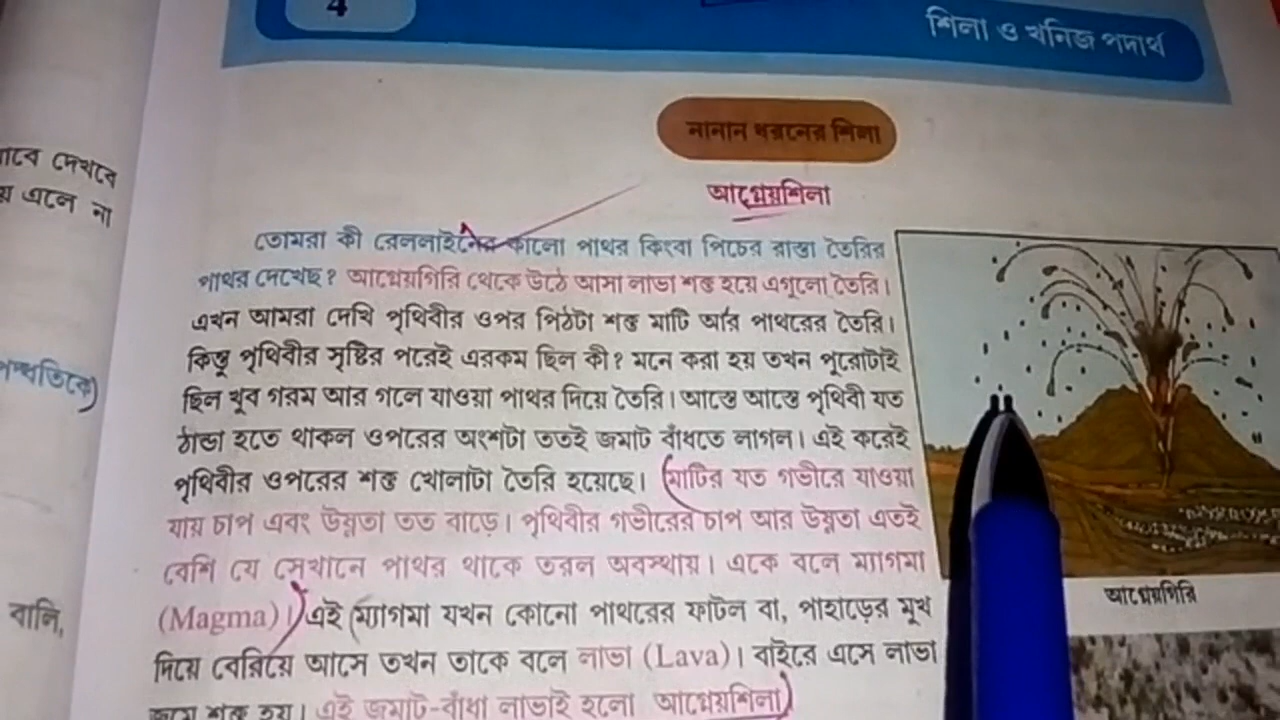 4
শিলা ও খনিজ পদার্থ
নানান ধরনের শিলা
আগ্নেয়শিলা
তোমরা কী রেললাইনের কালো পাথর কিংবা পিচের রাস্তা তৈরির
পাথর দেখেছ? আগ্নেয়গিরি থেকে উঠে আসা লাভা শক্ত হয়ে এগুলো তৈরি।
এখন আমরা দেখি পৃথিবীর ওপর পিঠটা শক্ত মাটি আর পাথরের তৈরি।
কিন্তু পৃথিবীর সৃষ্টির পরেই এরকম ছিল কী? মনে করা হয় তখন পুরোটাই
ছিল খুব গরম আর গলে যাওয়া পাথর দিয়ে তৈরি। আস্তে আস্তে পৃথিবী যত
ঠান্ডা হতে থাকল ওপরের অংশটা ততই জমাট বাঁধতে লাগল। এই করেই
পৃথিবীর ওপরের শক্ত খোলাটা তৈরি হয়েছে। মাটির যত গভীরে যাওয়া
যায় চাপ এবং উষ্ণতা তত বাড়ে। পৃথিবীর গভীরের চাপ আর উষ্ণতা এতই
বেশি যে সেখানে পাথর থাকে তরল অবস্থায়। একে বলে ম্যাগমা
(Magma)। এই ম্যাগমা যখন কোনো পাথরের ফাটল বা, পাহাড়ের মুখ
দিয়ে বেরিয়ে আসে তখন তাকে বলে লাভা (Lava)। বাইরে এসে লাভা
জমে শক্ত হয়। এই জমাট-বাঁধা লাভাই হলো আগ্নেয়শিলা
আগ্নেয়গিরি
দেখবে
য় এলে না
বালি,